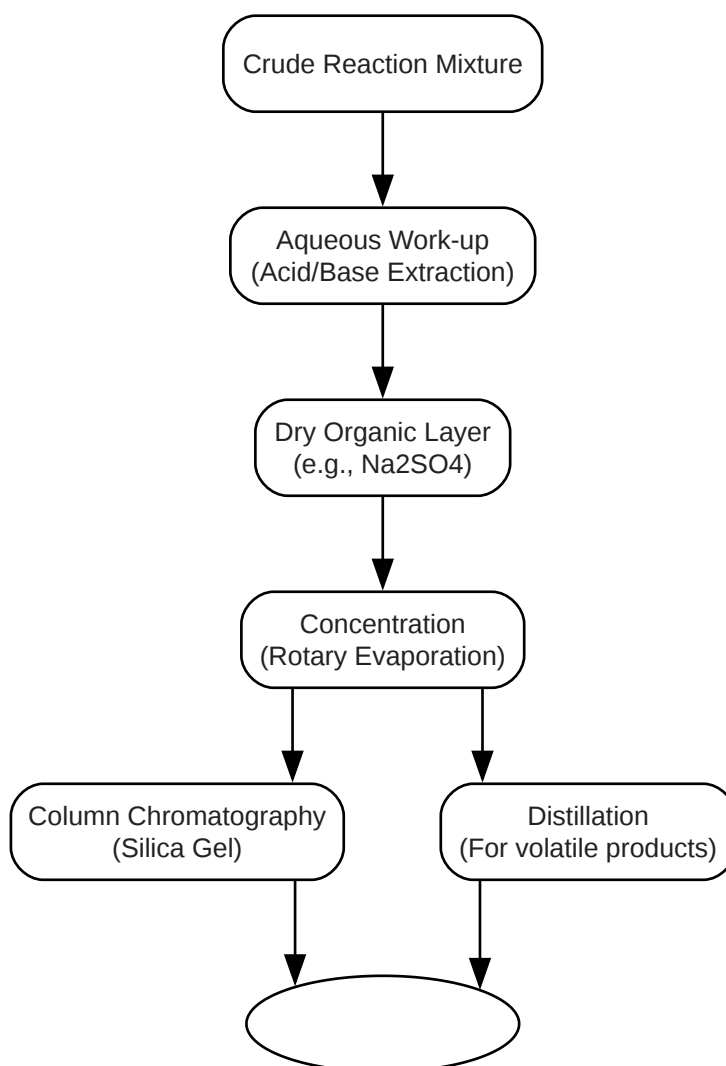 Crude Reaction Mixture
Aqueous Work-up
(Acid/Base Extraction)
Dry Organic Layer
(e.g., Na2SO4)
Concentration
(Rotary Evaporation)
Column Chromatography
(Silica Gel)
Distillation
(For volatile products)